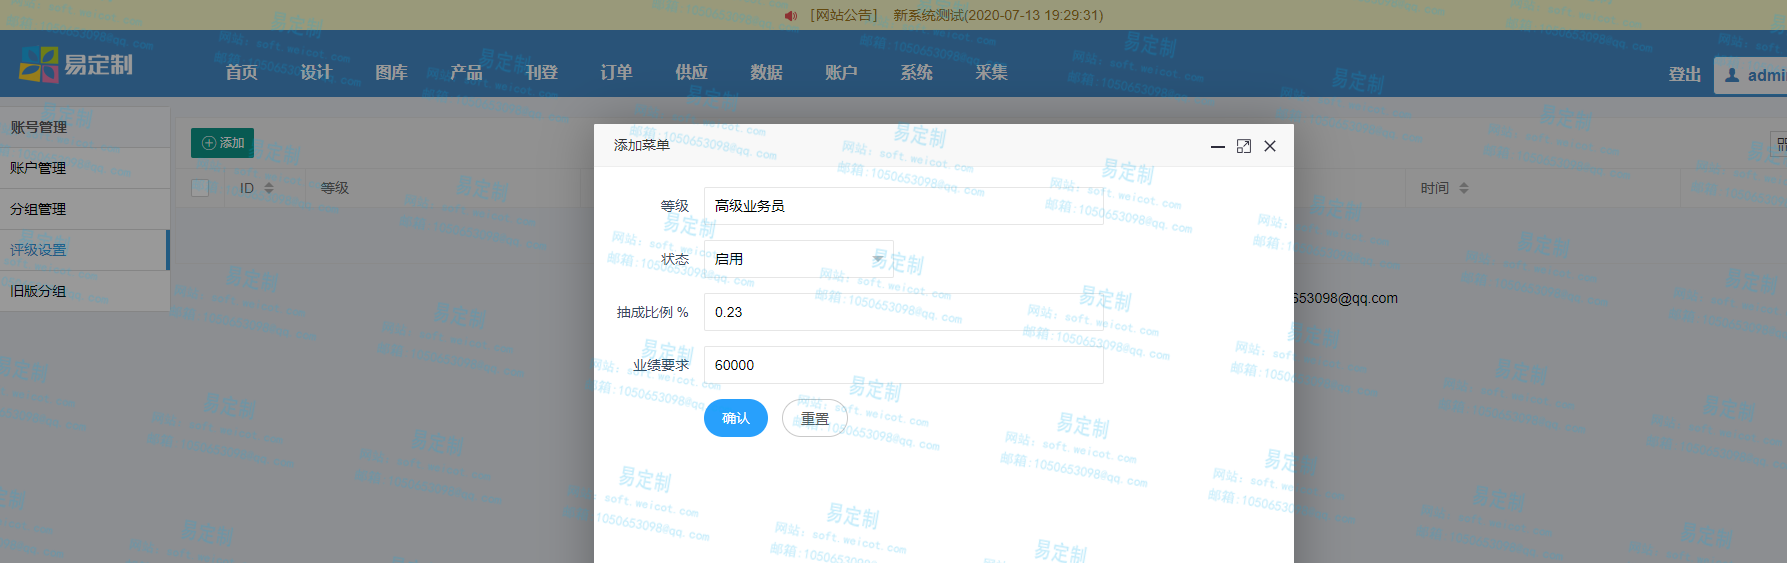 [网站公告] 新系统测试(2020-07-13 19:29:31)
易定制
首页 设计 图库 产品 刊登 订单 供应 数据 账户 系统 采集
登出 admi
账号管理
账户管理
分组管理
评级设置
旧版分组
添加
ID 等级 时间
添加菜单
等级 高级业务员
状态 启用
抽成比例 % 0.23
业绩要求 60000
确认 重置
653098@qq.com
易定制
网站: soft.weicot.com
邮箱:1050653098@qq.com